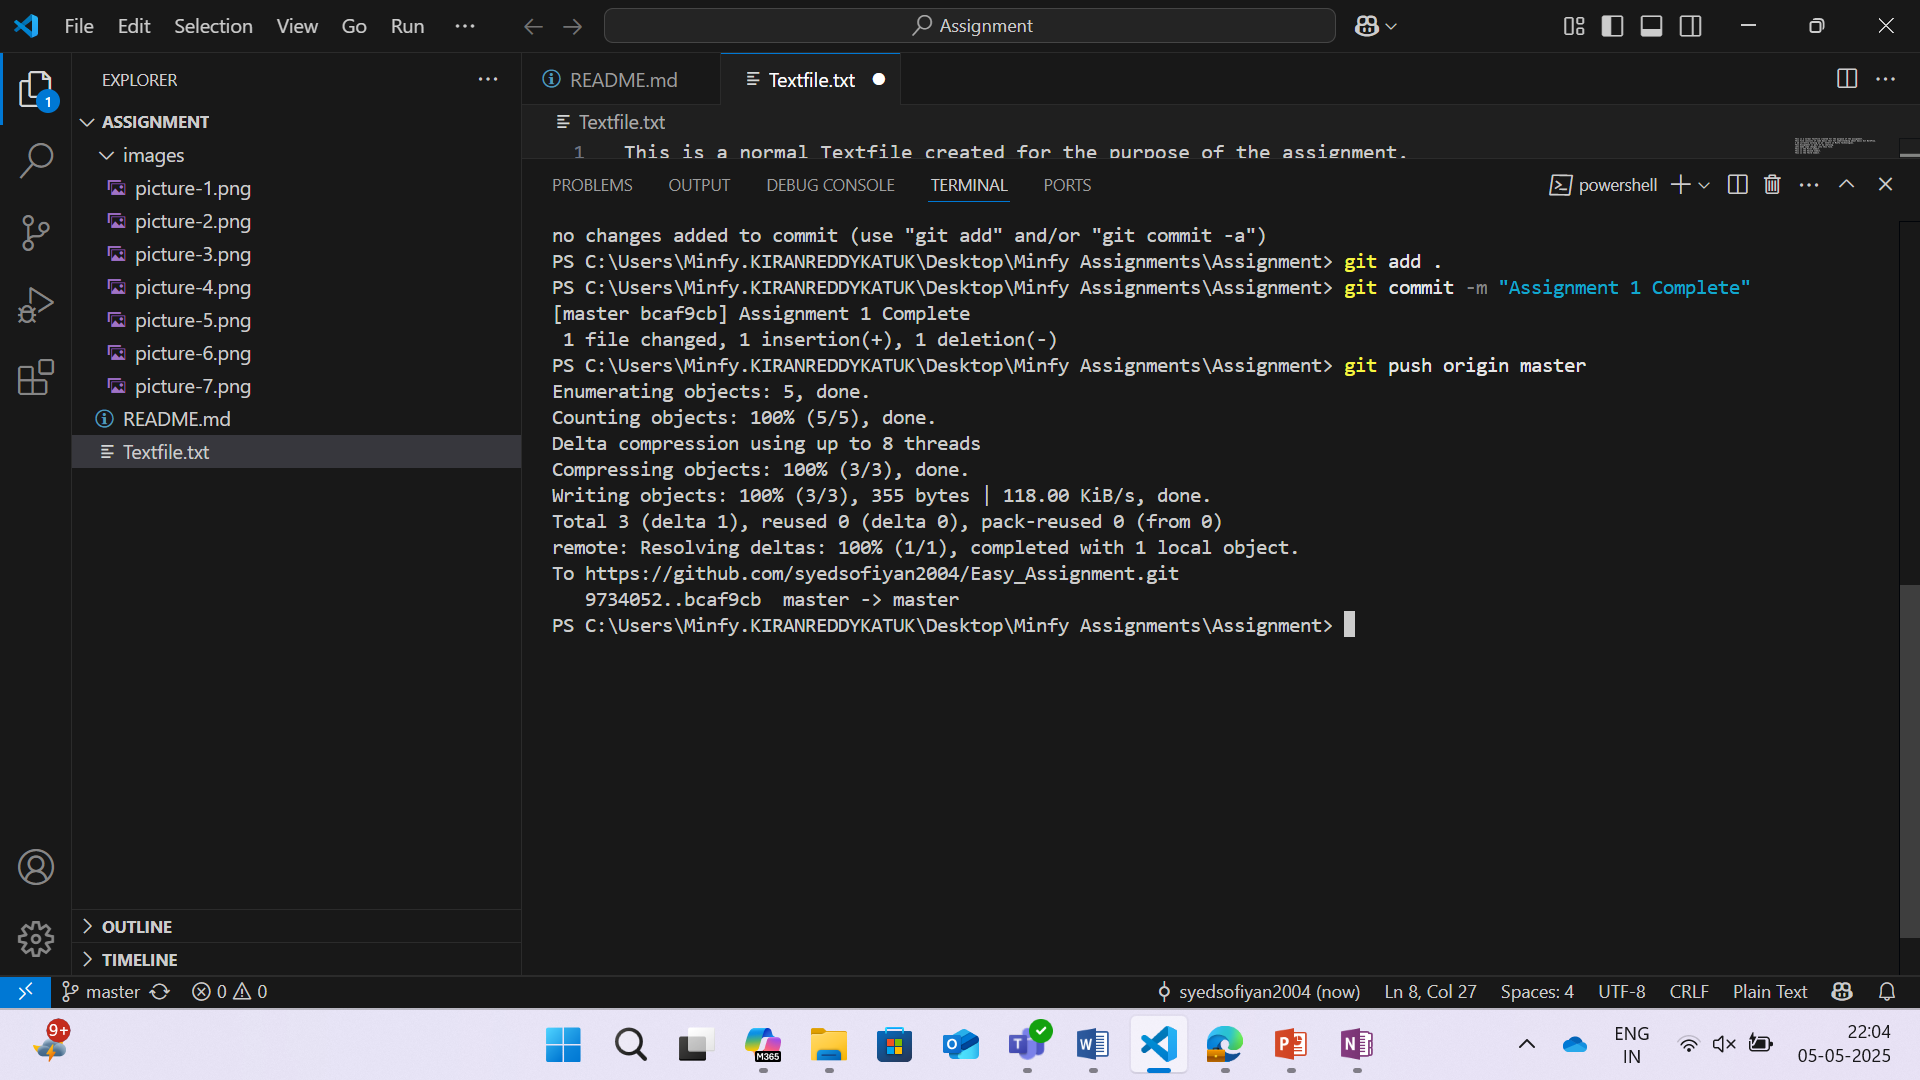 File Edit Selection View Go Run ...
Assignment
EXPLORER
1
README.md
Textfile.txt
ASSIGNMENT
Textfile.txt
images
1 This is a normal Textfile created for the purpose of the assignment.
picture-1.png
picture-2.png
picture-3.png
picture-4.png
picture-5.png
picture-6.png
picture-7.png
README.md
Textfile.txt
PROBLEMS OUTPUT DEBUG CONSOLE TERMINAL PORTS
powershell
no changes added to commit (use "git add" and/or "git commit -a")
PS C:\Users\Minfy.KIRANREDDYKATUK\Desktop\Minfy Assignments\Assignment> git add .
PS C:\Users\Minfy.KIRANREDDYKATUK\Desktop\Minfy Assignments\Assignment> git commit -m "Assignment 1 Complete"
[master bcaf9cb] Assignment 1 Complete
1 file changed, 1 insertion(+), 1 deletion(-)
PS C:\Users\Minfy.KIRANREDDYKATUK\Desktop\Minfy Assignments\Assignment> git push origin master
Enumerating objects: 5, done.
Counting objects: 100% (5/5), done.
Delta compression using up to 8 threads
Compressing objects: 100% (3/3), done.
Writing objects: 100% (3/3), 355 bytes | 118.00 KiB/s, done.
Total 3 (delta 1), reused 0 (delta 0), pack-reused 0 (from 0)
remote: Resolving deltas: 100% (1/1), completed with 1 local object.
To https://github.com/syedsofiyan2004/Easy_Assignment.git
9734052..bcaf9cb master -> master
PS C:\Users\Minfy.KIRANREDDYKATUK\Desktop\Minfy Assignments\Assignment>
OUTLINE
TIMELINE
master 0 0 syedsofiyan2004 (now) Ln 8, Col 27 Spaces: 4 UTF-8 CRLF Plain Text
9+
M365
ENG
IN
22:04
05-05-2025